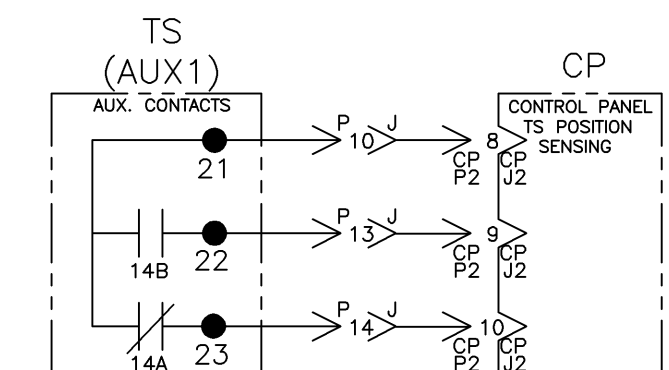 TS
(AUX1)
CP
AUX. CONTACTS
CONTROL PANEL
TS POSITION
SENSING
P 10 J
8
21
CP CP
P2 J2
P 13 J
9
22
14B
CP CP
P2 J2
P 14 J
10
23
14A
CP CP
P2 J2